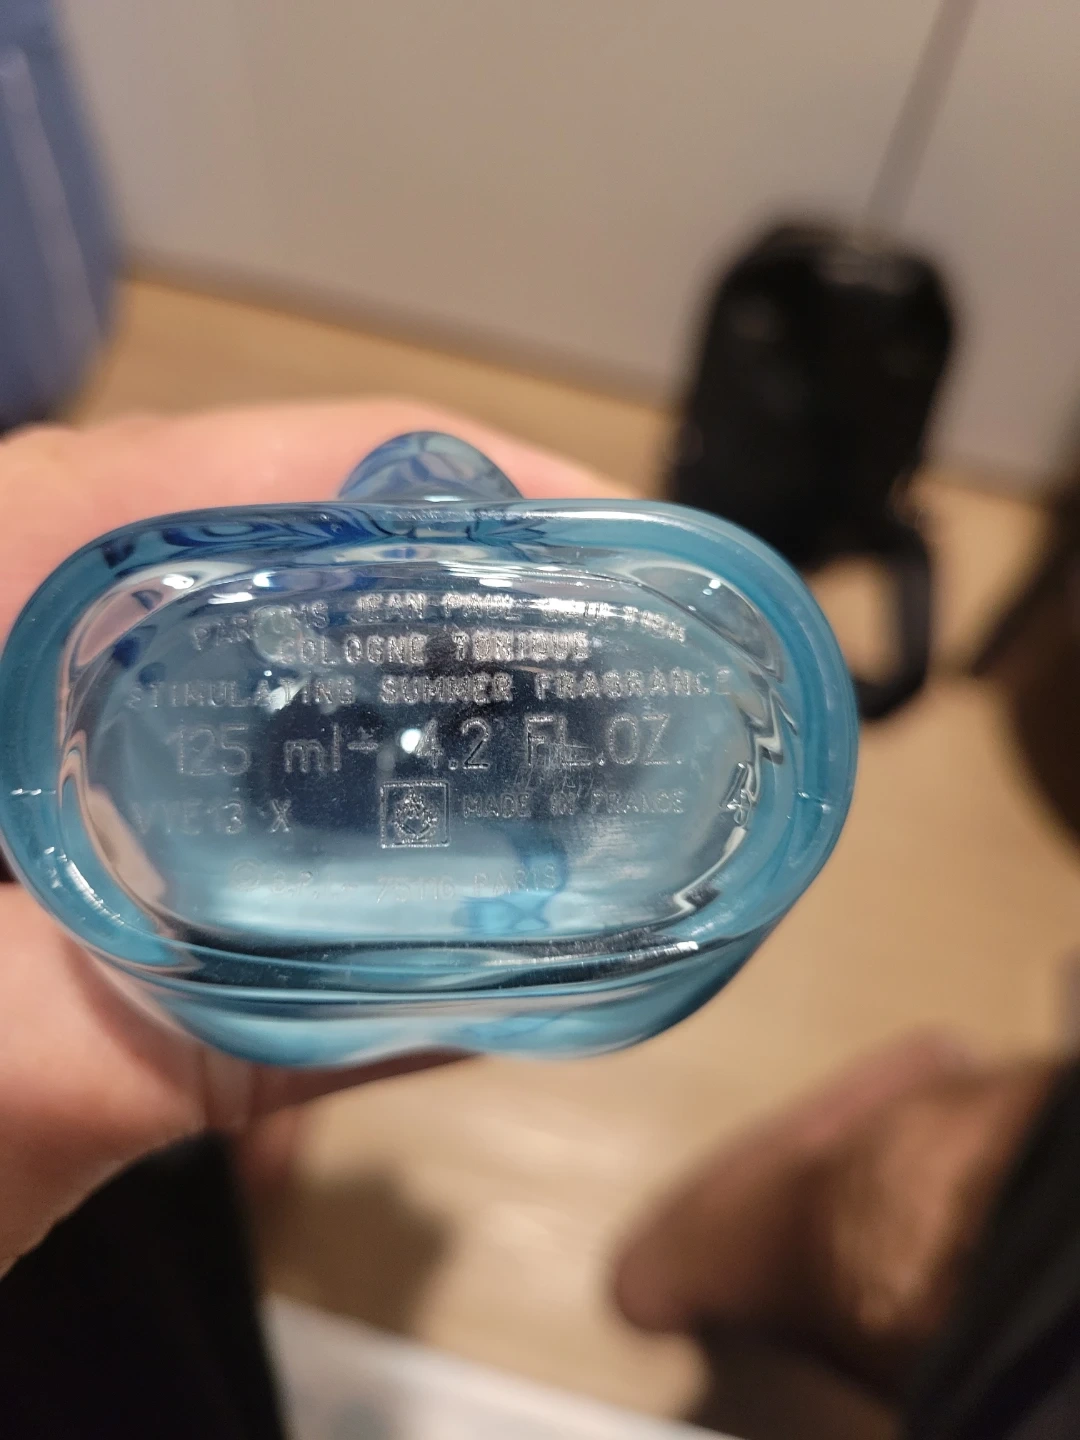 PARFUMS JEAN PAUL GAULTIER
COLOGNE TONIQUE
STIMULATING SUMMER FRAGRANCE
125 ml - 4.2 FL.OZ.
3 X
MADE IN FRANCE
PARIS